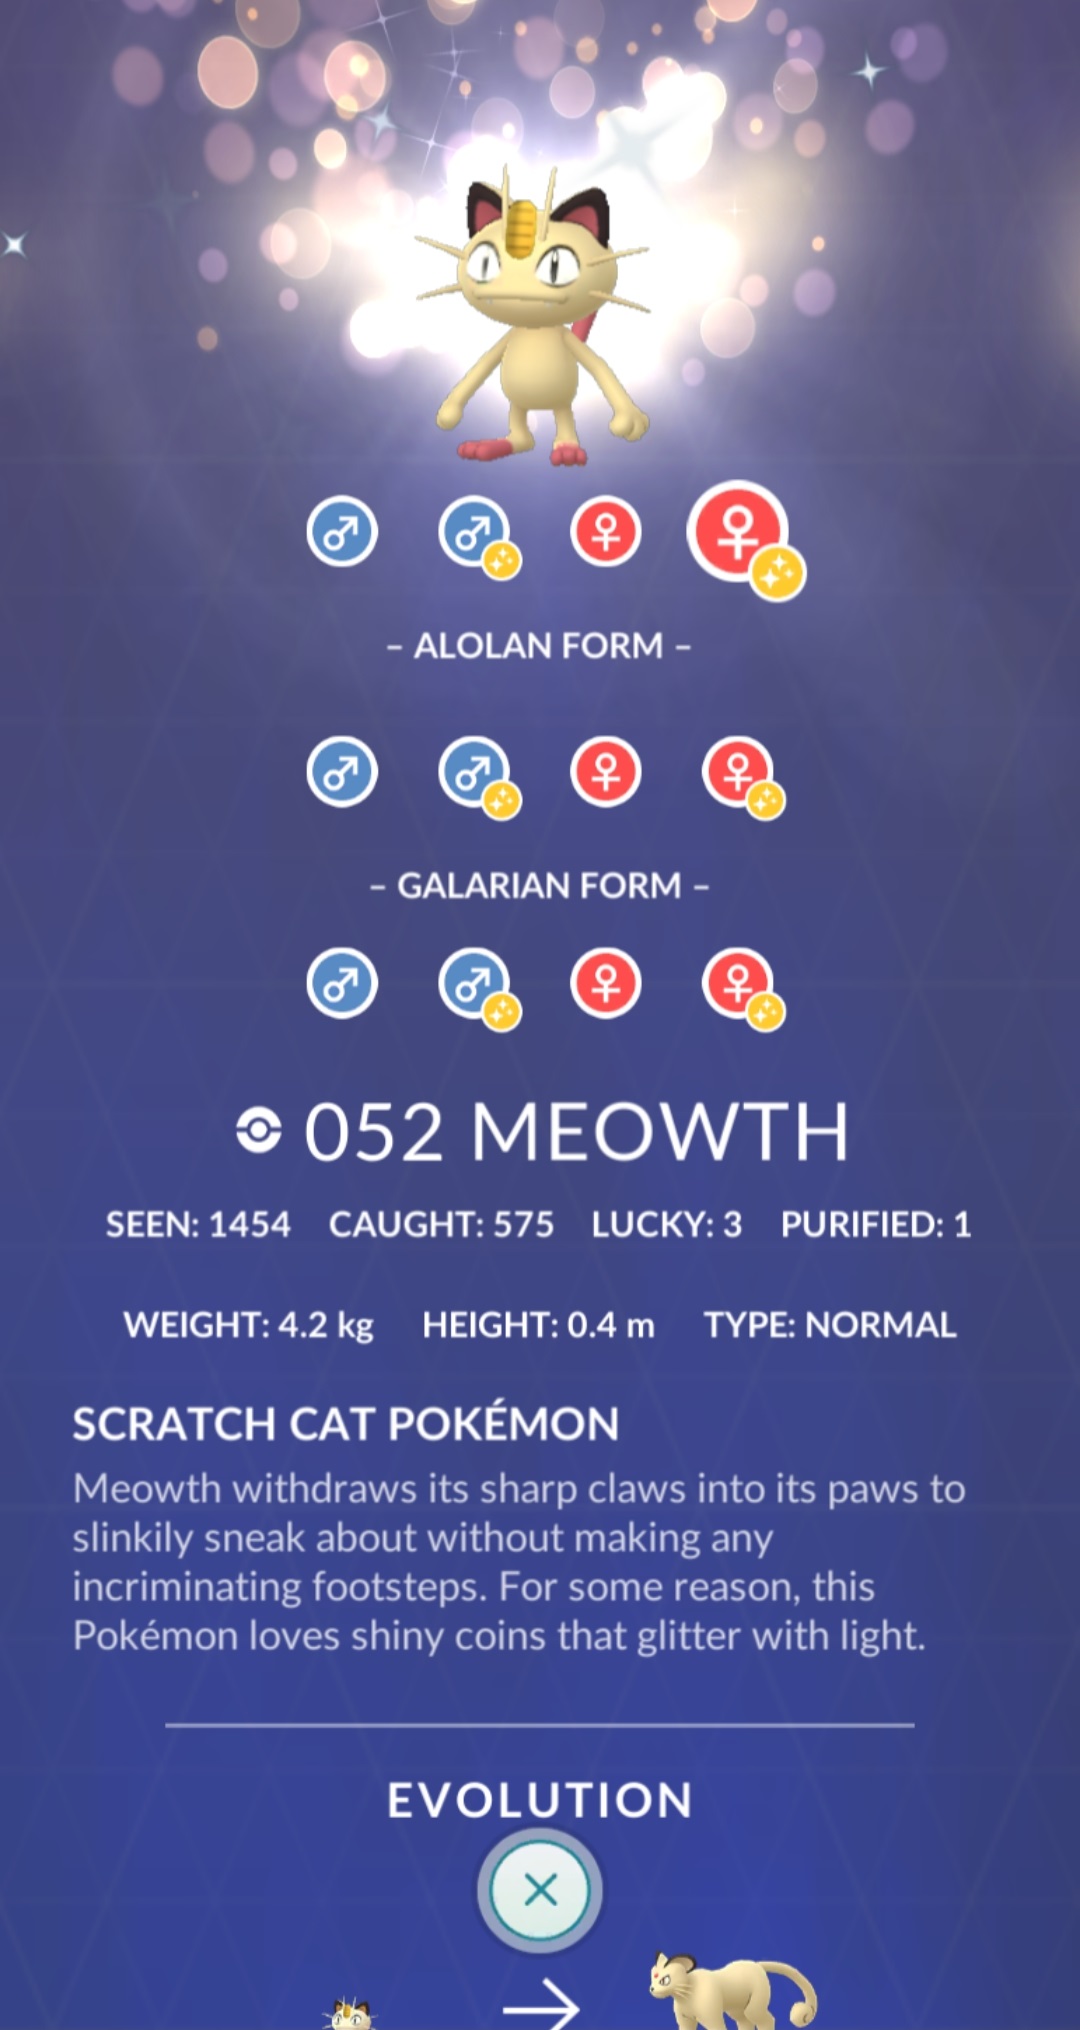 – ALOLAN FORM –
– GALARIAN FORM –
052 MEOWTH
SEEN: 1454 CAUGHT: 575 LUCKY: 3 PURIFIED: 1
WEIGHT: 4.2 kg HEIGHT: 0.4 m TYPE: NORMAL
SCRATCH CAT POKÉMON
Meowth withdraws its sharp claws into its paws to
slinkily sneak about without making any
incriminating footsteps. For some reason, this
Pokémon loves shiny coins that glitter with light.
EVOLUTION